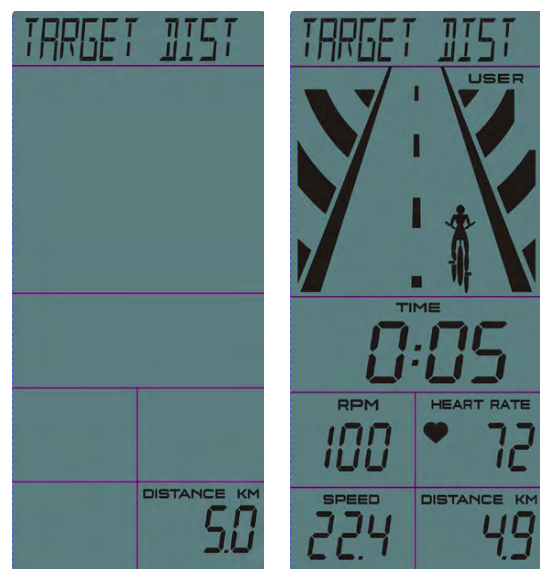 TARGET DIST
DISTANCE KM
5.0
TARGET DIST
USER
TIME
0:05
RPM
HEART RATE
100
72
SPEED
DISTANCE KM
22.4
4.9